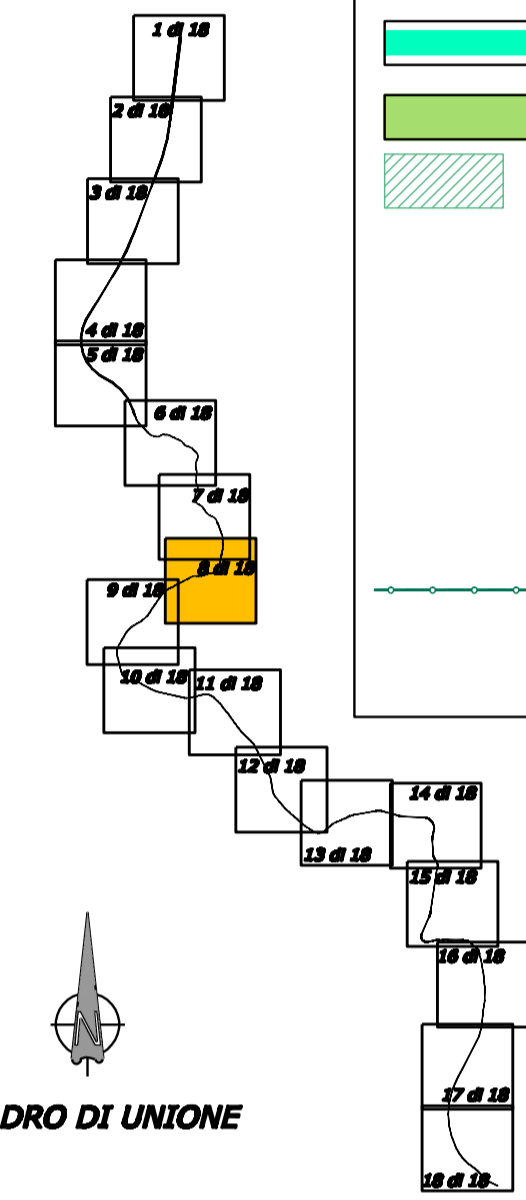 1 di 18
2 di 18
3 di 18
4 di 18
5 di 18
6 di 18
7 di 18
8 di 18
9 di 18
10 di 18
11 di 18
12 di 18
13 di 18
14 di 18
15 di 18
16 di 18
17 di 18
18 di 18
N
DRO DI UNIONE